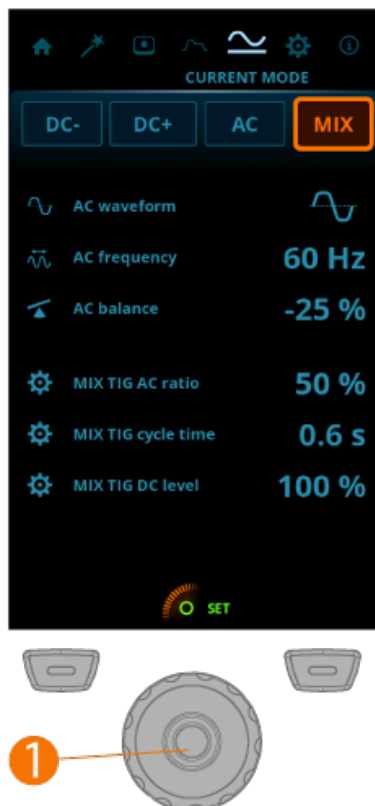 CURRENT MODE
DC- DC+ AC MIX
AC waveform
AC frequency 60 Hz
AC balance -25 %
MIX TIG AC ratio 50 %
MIX TIG cycle time 0.6 s
MIX TIG DC level 100 %
SET
1